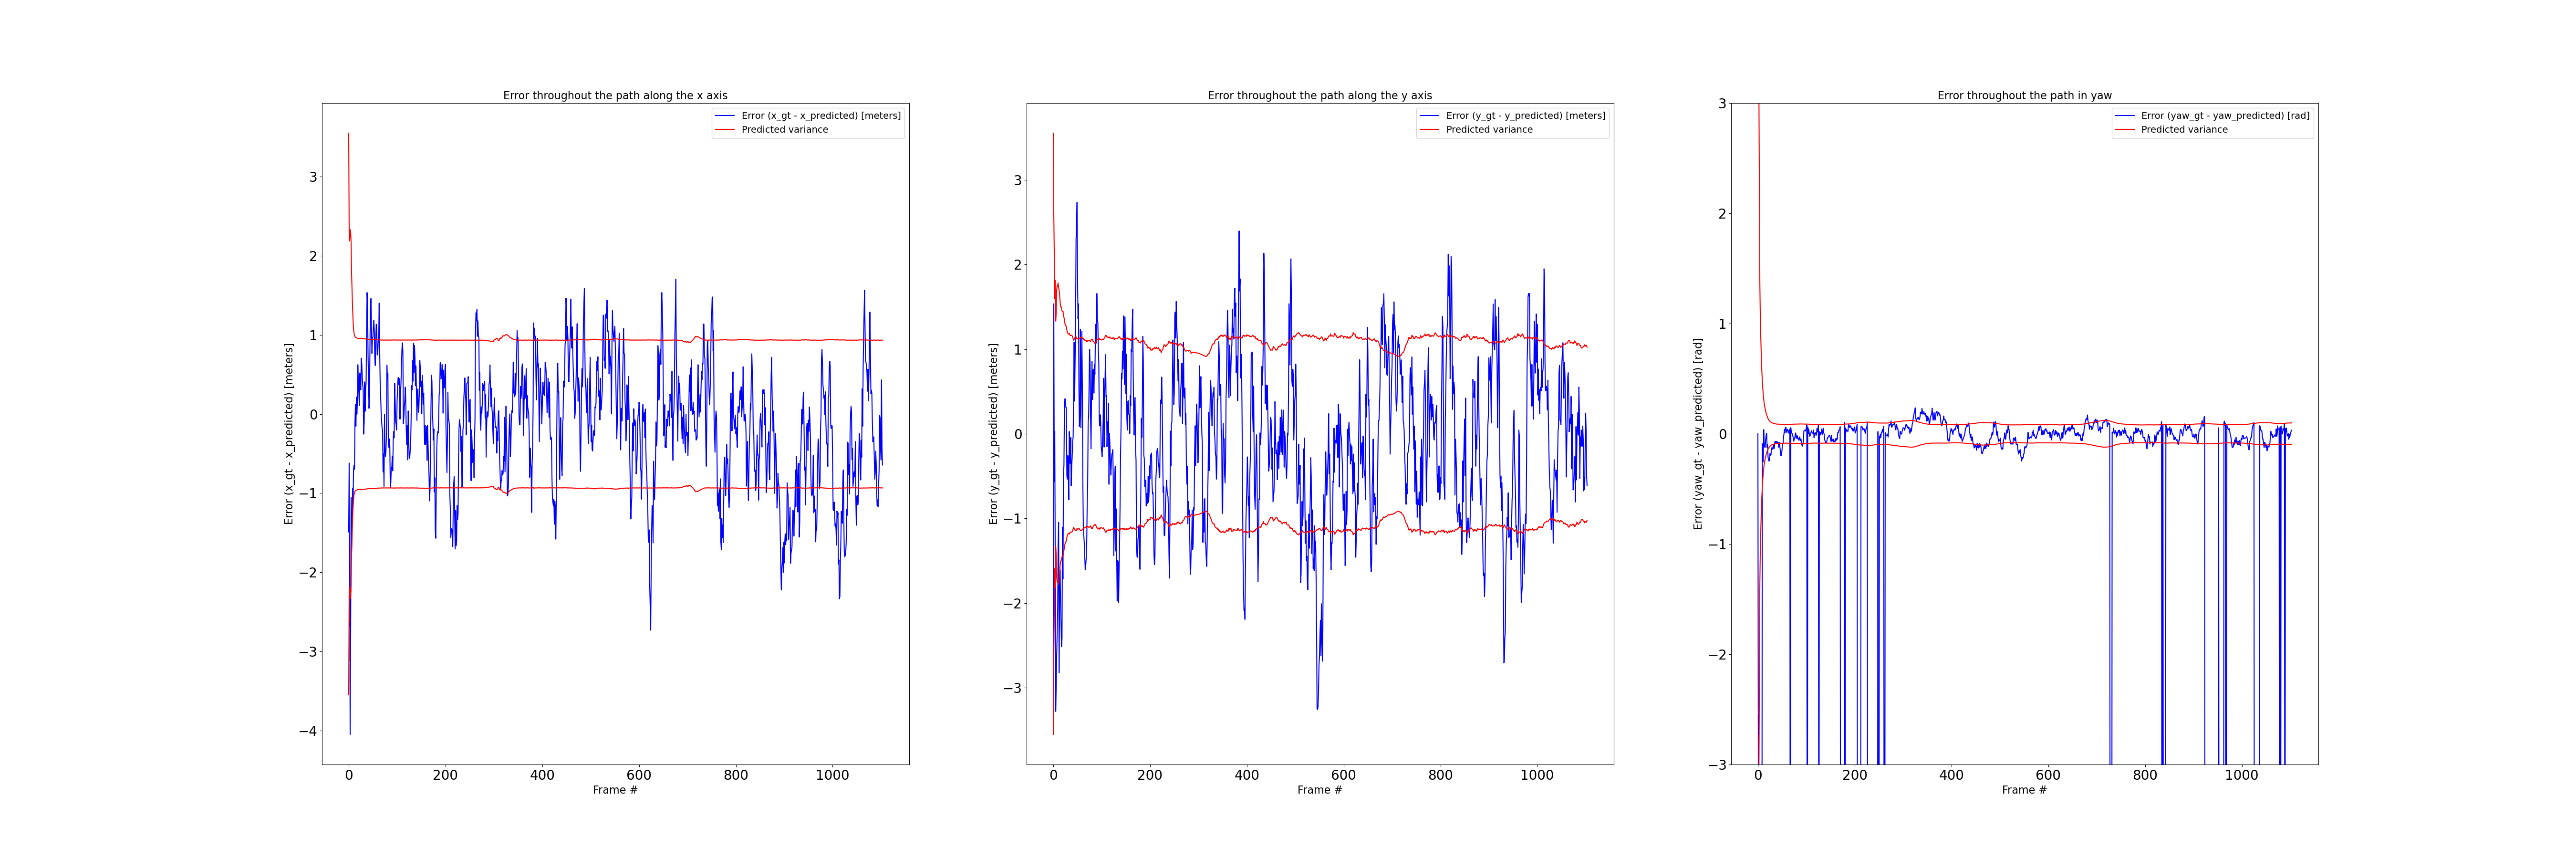 Error throughout the path along the x axis
Error (x_gt - x_predicted) [meters]
Predicted variance
Error (x_gt - x_predicted) [meters]
3
2
1
0
−1
−2
−3
−4
0 200 400 600 800 1000
Frame #
Error throughout the path along the y axis
Error (y_gt - y_predicted) [meters]
Predicted variance
Error (y_gt - y_predicted) [meters]
3
2
1
0
−1
−2
−3
0 200 400 600 800 1000
Frame #
Error throughout the path in yaw
Error (yaw_gt - yaw_predicted) [rad]
Predicted variance
Error (yaw_gt - yaw_predicted) [rad]
3
2
1
0
−1
−2
−3
0 200 400 600 800 1000
Frame #